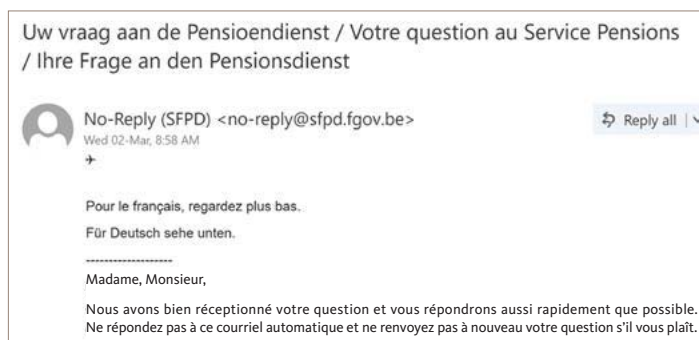 Uw vraag aan de Pensioendienst / Votre question au Service Pensions
/ Ihre Frage an den Pensionsdienst
No-Reply (SFPD) <no-reply@sfpd.fgov.be>
Reply all
Wed 02-Mar, 8:58 AM
Pour le français, regardez plus bas.
Für Deutsch sehe unten.
-------------------
Madame, Monsieur,
Nous avons bien réceptionné votre question et vous répondrons aussi rapidement que possible.
Ne répondez pas à ce courriel automatique et ne renvoyez pas à nouveau votre question s’il vous plaît.